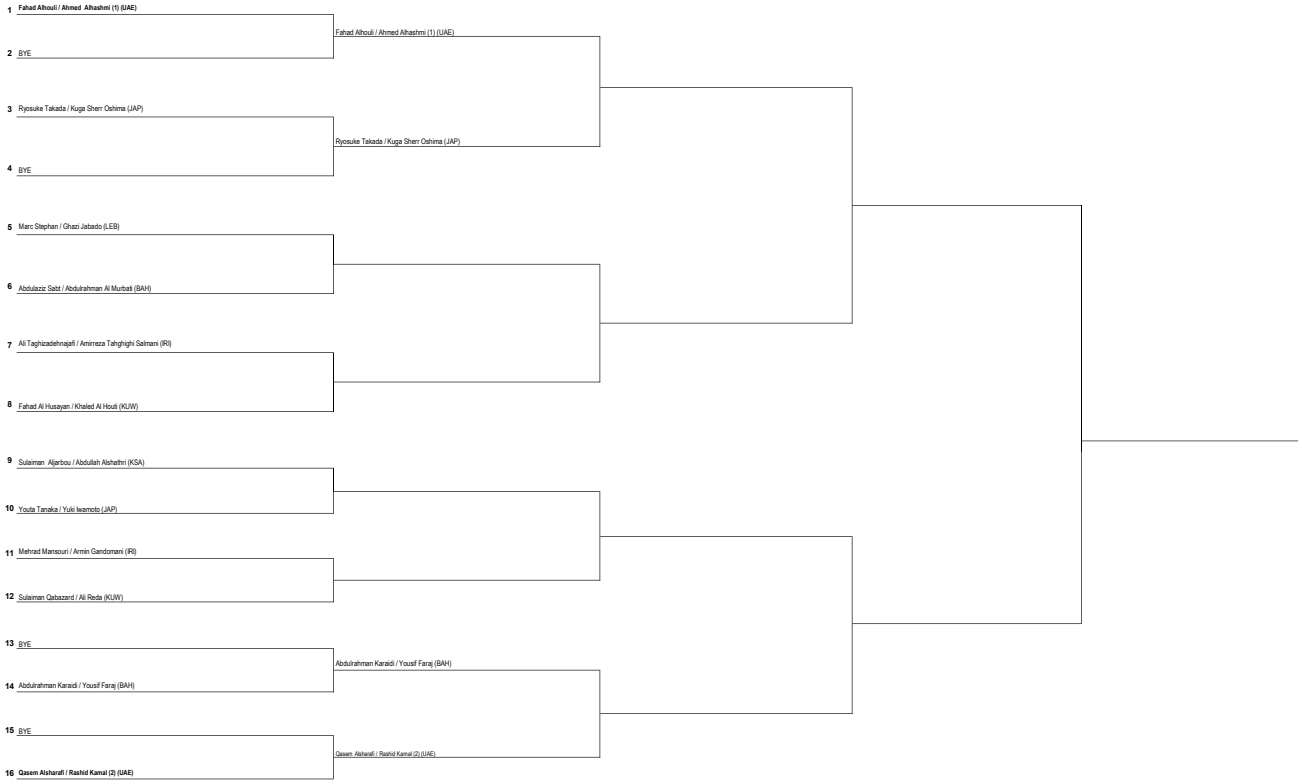 1 Fahad Alhouli / Ahmed Alhashmi (1) (UAE)
Fahad Alhouli / Ahmed Alhashmi (1) (UAE)
2 BYE
3 Ryosuke Takada / Kuga Sherr Oshima (JAP)
Ryosuke Takada / Kuga Sherr Oshima (JAP)
4 BYE
5 Marc Stephan / Ghazi Jabado (LEB)
6 Abdulaziz Sabt / Abdulrahman Al Murbati (BAH)
7 Ali Taghizadehnajafi / Amirreza Tahghighi Salmani (IRI)
8 Fahad Al Husayan / Khaled Al Houti (KUW)
9 Sulaiman Aljarbou / Abdullah Alshathri (KSA)
10 Youta Tanaka / Yuki Iwamoto (JAP)
11 Mehrad Mansouri / Armin Gandomani (IRI)
12 Sulaiman Qabazard / Ali Reda (KUW)
13 BYE
Abdulrahman Karaidi / Yousif Faraj (BAH)
14 Abdulrahman Karaidi / Yousif Faraj (BAH)
15 BYE
Qasem Alsharafi / Rashid Kamal (2) (UAE)
16 Qasem Alsharafi / Rashid Kamal (2) (UAE)